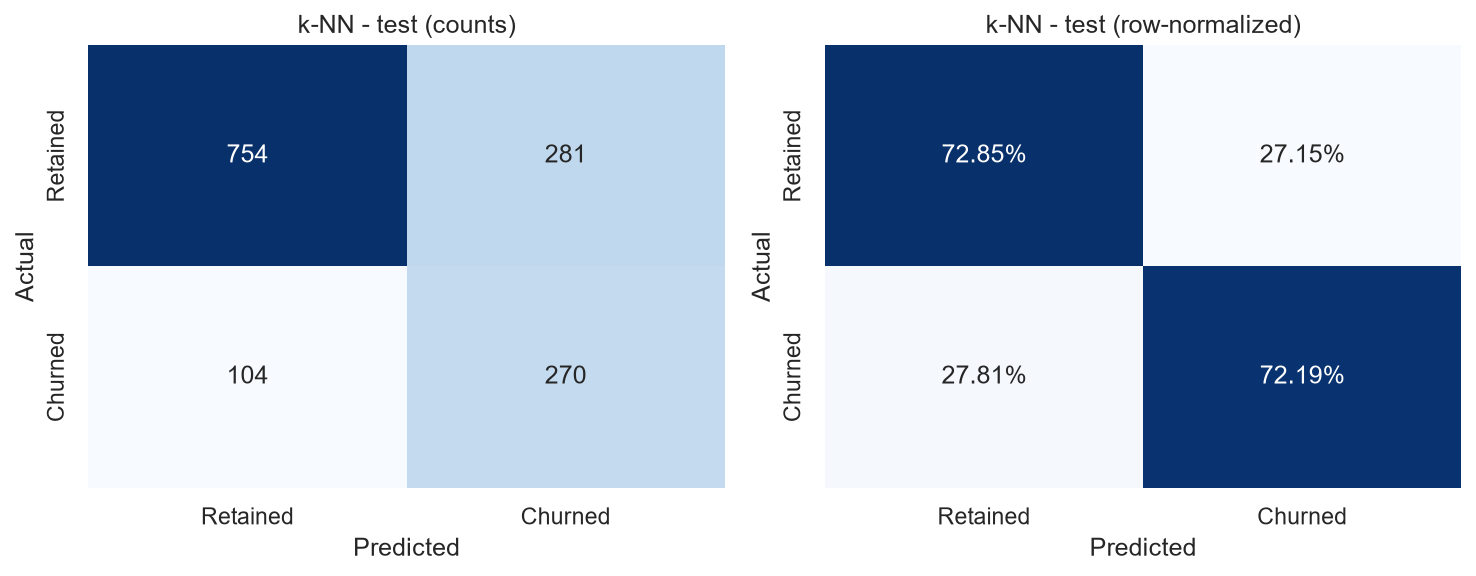 k-NN - test (counts)
Actual
Retained
Churned
754
281
104
270
Retained
Churned
Predicted
k-NN - test (row-normalized)
Actual
Retained
Churned
72.85%
27.15%
27.81%
72.19%
Retained
Churned
Predicted